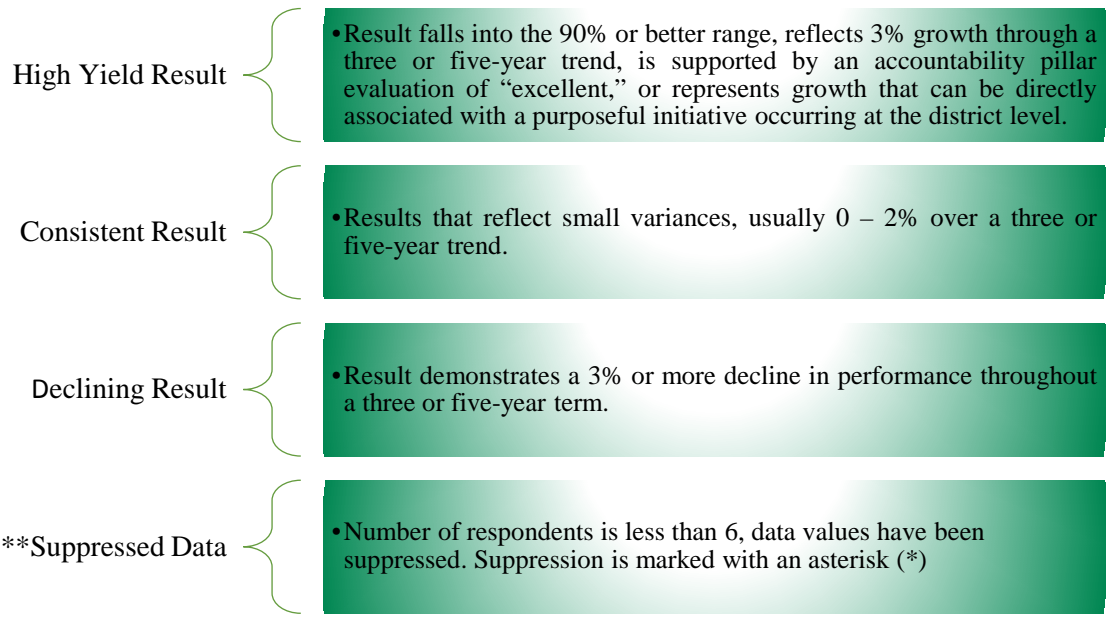 High Yield Result
•Result falls into the 90% or better range, reflects 3% growth through a
three or five-year trend, is supported by an accountability pillar
evaluation of “excellent,” or represents growth that can be directly
associated with a purposeful initiative occurring at the district level.
Consistent Result
•Results that reflect small variances, usually 0 – 2% over a three or
five-year trend.
Declining Result
•Result demonstrates a 3% or more decline in performance throughout
a three or five-year term.
**Suppressed Data
•Number of respondents is less than 6, data values have been
suppressed. Suppression is marked with an asterisk (*)